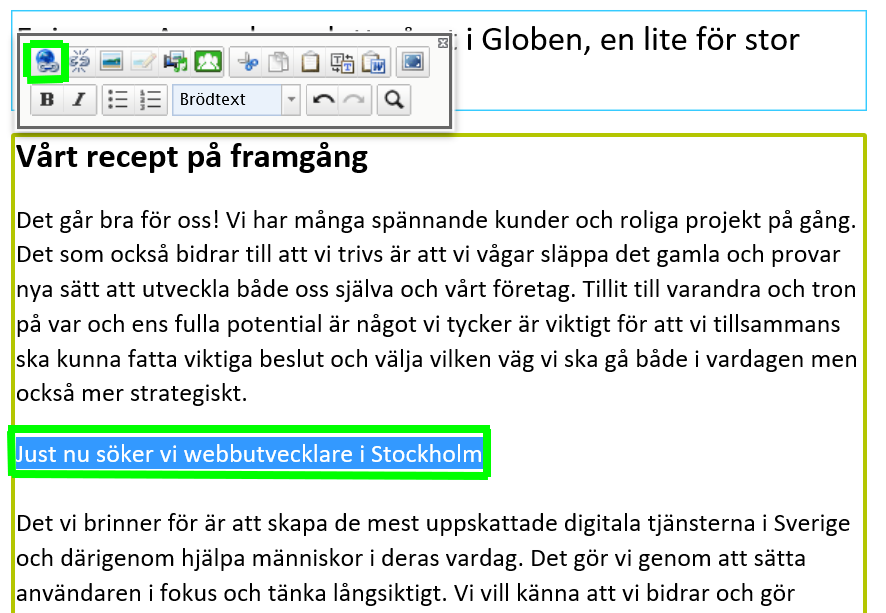 i Globen, en lite för stor
B I
Brödtext
Vårt recept på framgång
Det går bra för oss! Vi har många spännande kunder och roliga projekt på gång.
Det som också bidrar till att vi trivs är att vi vågar släppa det gamla och provar
nya sätt att utveckla både oss själva och vårt företag. Tillit till varandra och tron
på var och ens fulla potential är något vi tycker är viktigt för att vi tillsammans
ska kunna fatta viktiga beslut och välja vilken väg vi ska gå både i vardagen men
också mer strategiskt.
Just nu söker vi webbutvecklare i Stockholm
Det vi brinner för är att skapa de mest uppskattade digitala tjänsterna i Sverige
och därigenom hjälpa människor i deras vardag. Det gör vi genom att sätta
användaren i fokus och tänka långsiktigt. Vi vill känna att vi bidrar och gör